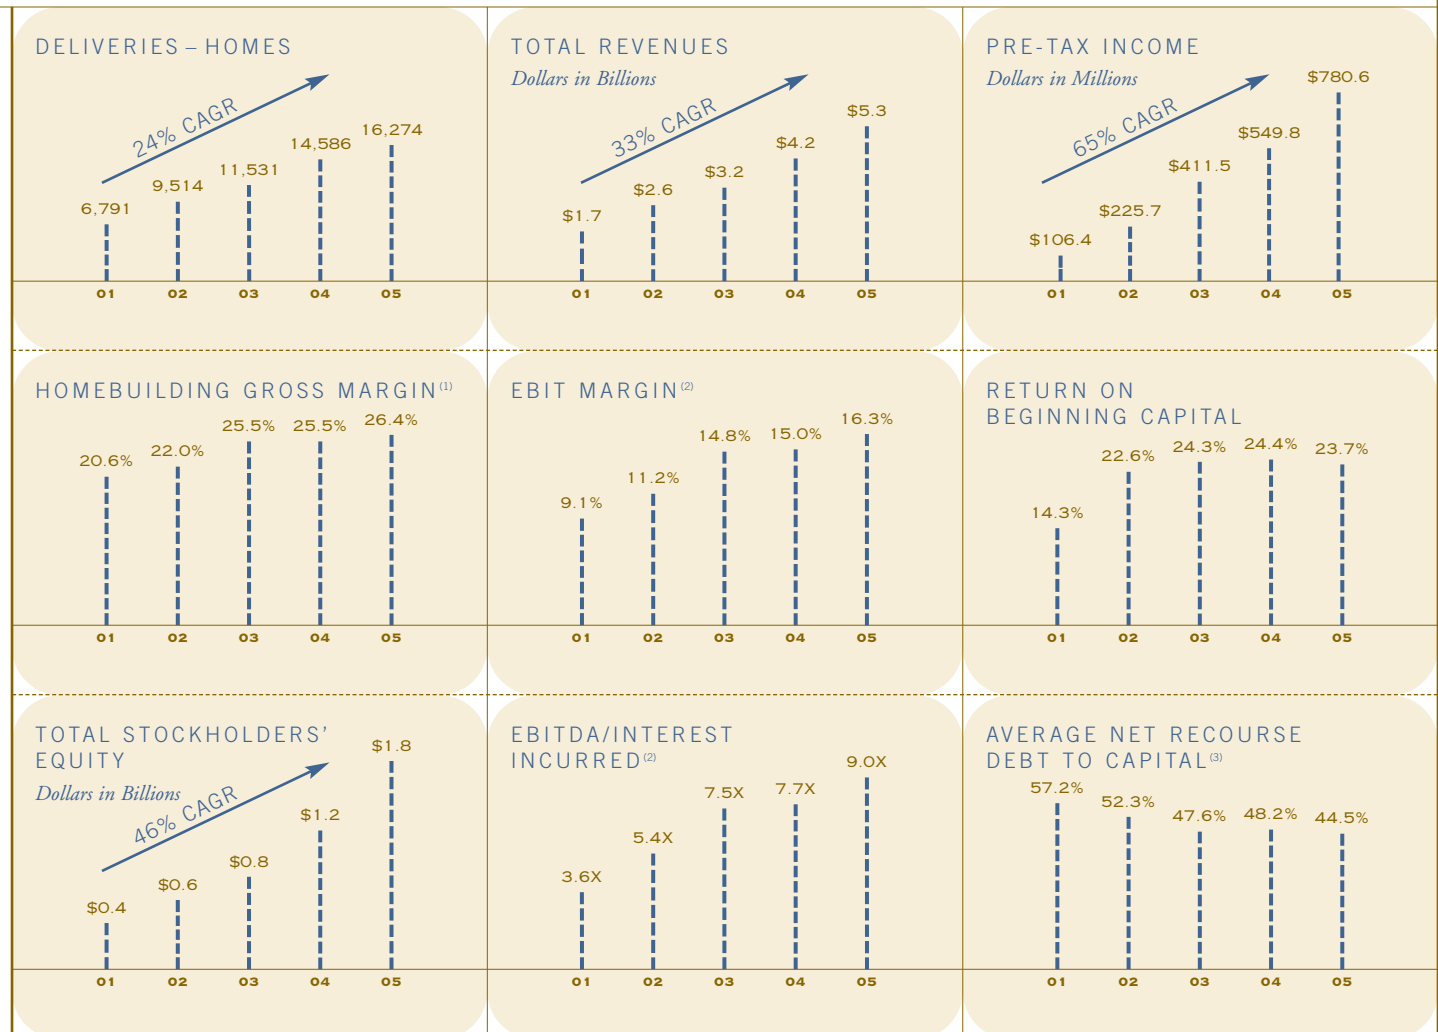 DELIVERIES – HOMES
24% CAGR
6,791
9,514
11,531
14,586
16,274
01 02 03 04 05
TOTAL REVENUES
Dollars in Billions
33% CAGR
$1.7
$2.6
$3.2
$4.2
$5.3
01 02 03 04 05
PRE-TAX INCOME
Dollars in Millions
65% CAGR
$106.4
$225.7
$411.5
$549.8
$780.6
01 02 03 04 05
HOMEBUILDING GROSS MARGIN(1)
20.6%
22.0%
25.5%
25.5%
26.4%
01 02 03 04 05
EBIT MARGIN(2)
9.1%
11.2%
14.8%
15.0%
16.3%
01 02 03 04 05
RETURN ON
BEGINNING CAPITAL
14.3%
22.6%
24.3%
24.4%
23.7%
01 02 03 04 05
TOTAL STOCKHOLDERS’
EQUITY
Dollars in Billions
46% CAGR
$0.4
$0.6
$0.8
$1.2
$1.8
01 02 03 04 05
EBITDA/INTEREST
INCURRED(2)
3.6X
5.4X
7.5X
7.7X
9.0X
01 02 03 04 05
AVERAGE NET RECOURSE
DEBT TO CAPITAL(3)
57.2%
52.3%
47.6%
48.2%
44.5%
01 02 03 04 05